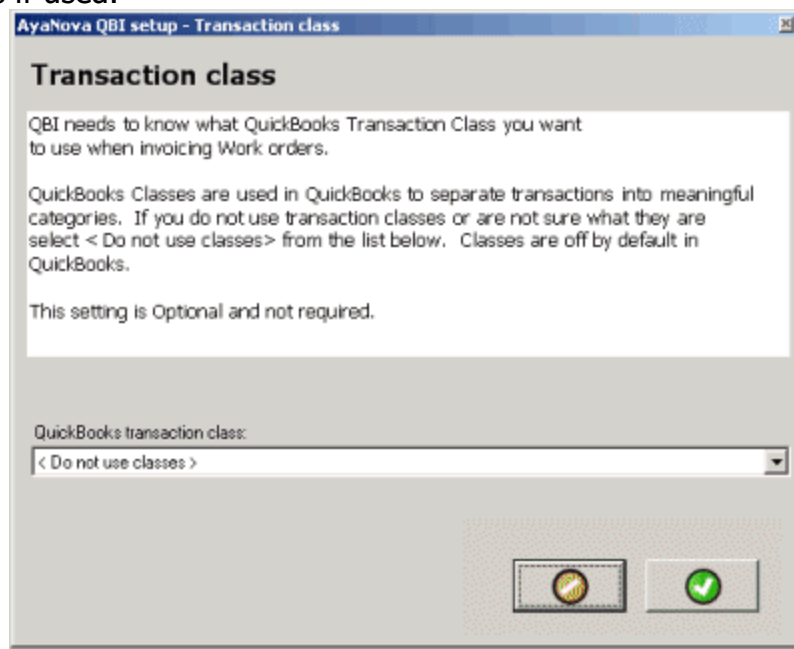 if used.
AyaNova QBI setup - Transaction class
Transaction class
QBI needs to know what QuickBooks Transaction Class you want
to use when invoicing Work orders.
QuickBooks Classes are used in QuickBooks to separate transactions into meaningful
categories. If you do not use transaction classes or are not sure what they are
select < Do not use classes> from the list below. Classes are off by default in
QuickBooks.
This setting is Optional and not required.
QuickBooks transaction class:
< Do not use classes >